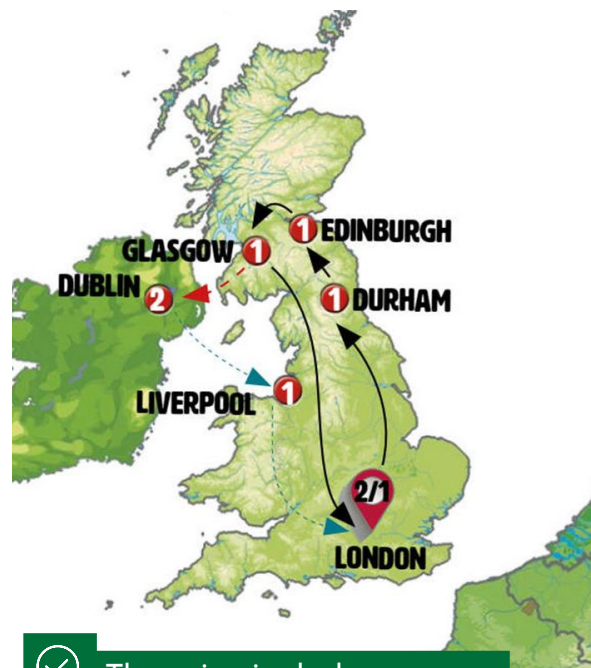 1 EDINBURGH
GLASGOW 1
DUBLIN 2
1 DURHAM
LIVERPOOL 1
2/1
LONDON